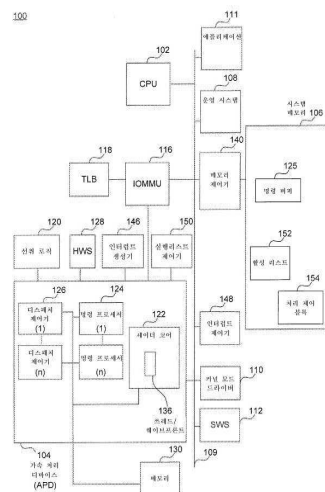 100
111
애플리케이션
102
CPU
108
운영 시스템
시스템
메모리
106
118
TLB
116
IOMMU
140
메모리
제어기
125
명령 버퍼
120
선취 로직
128
HWS
146
인터럽트
생성기
150
실행리스트
제어기
152
활성 리스트
154
처리 제어
블록
126
디스패치
제어기
(1)
124
명령 프로세서
(1)
122
셰이더 코어
148
인터럽트
제어기
디스패치
제어기
(n)
명령 프로세서
(n)
136
쓰레드/
웨이브프론트
110
커널 모드
드라이버
112
SWS
104
가속 처리
디바이스
(APD)
130
메모리
109